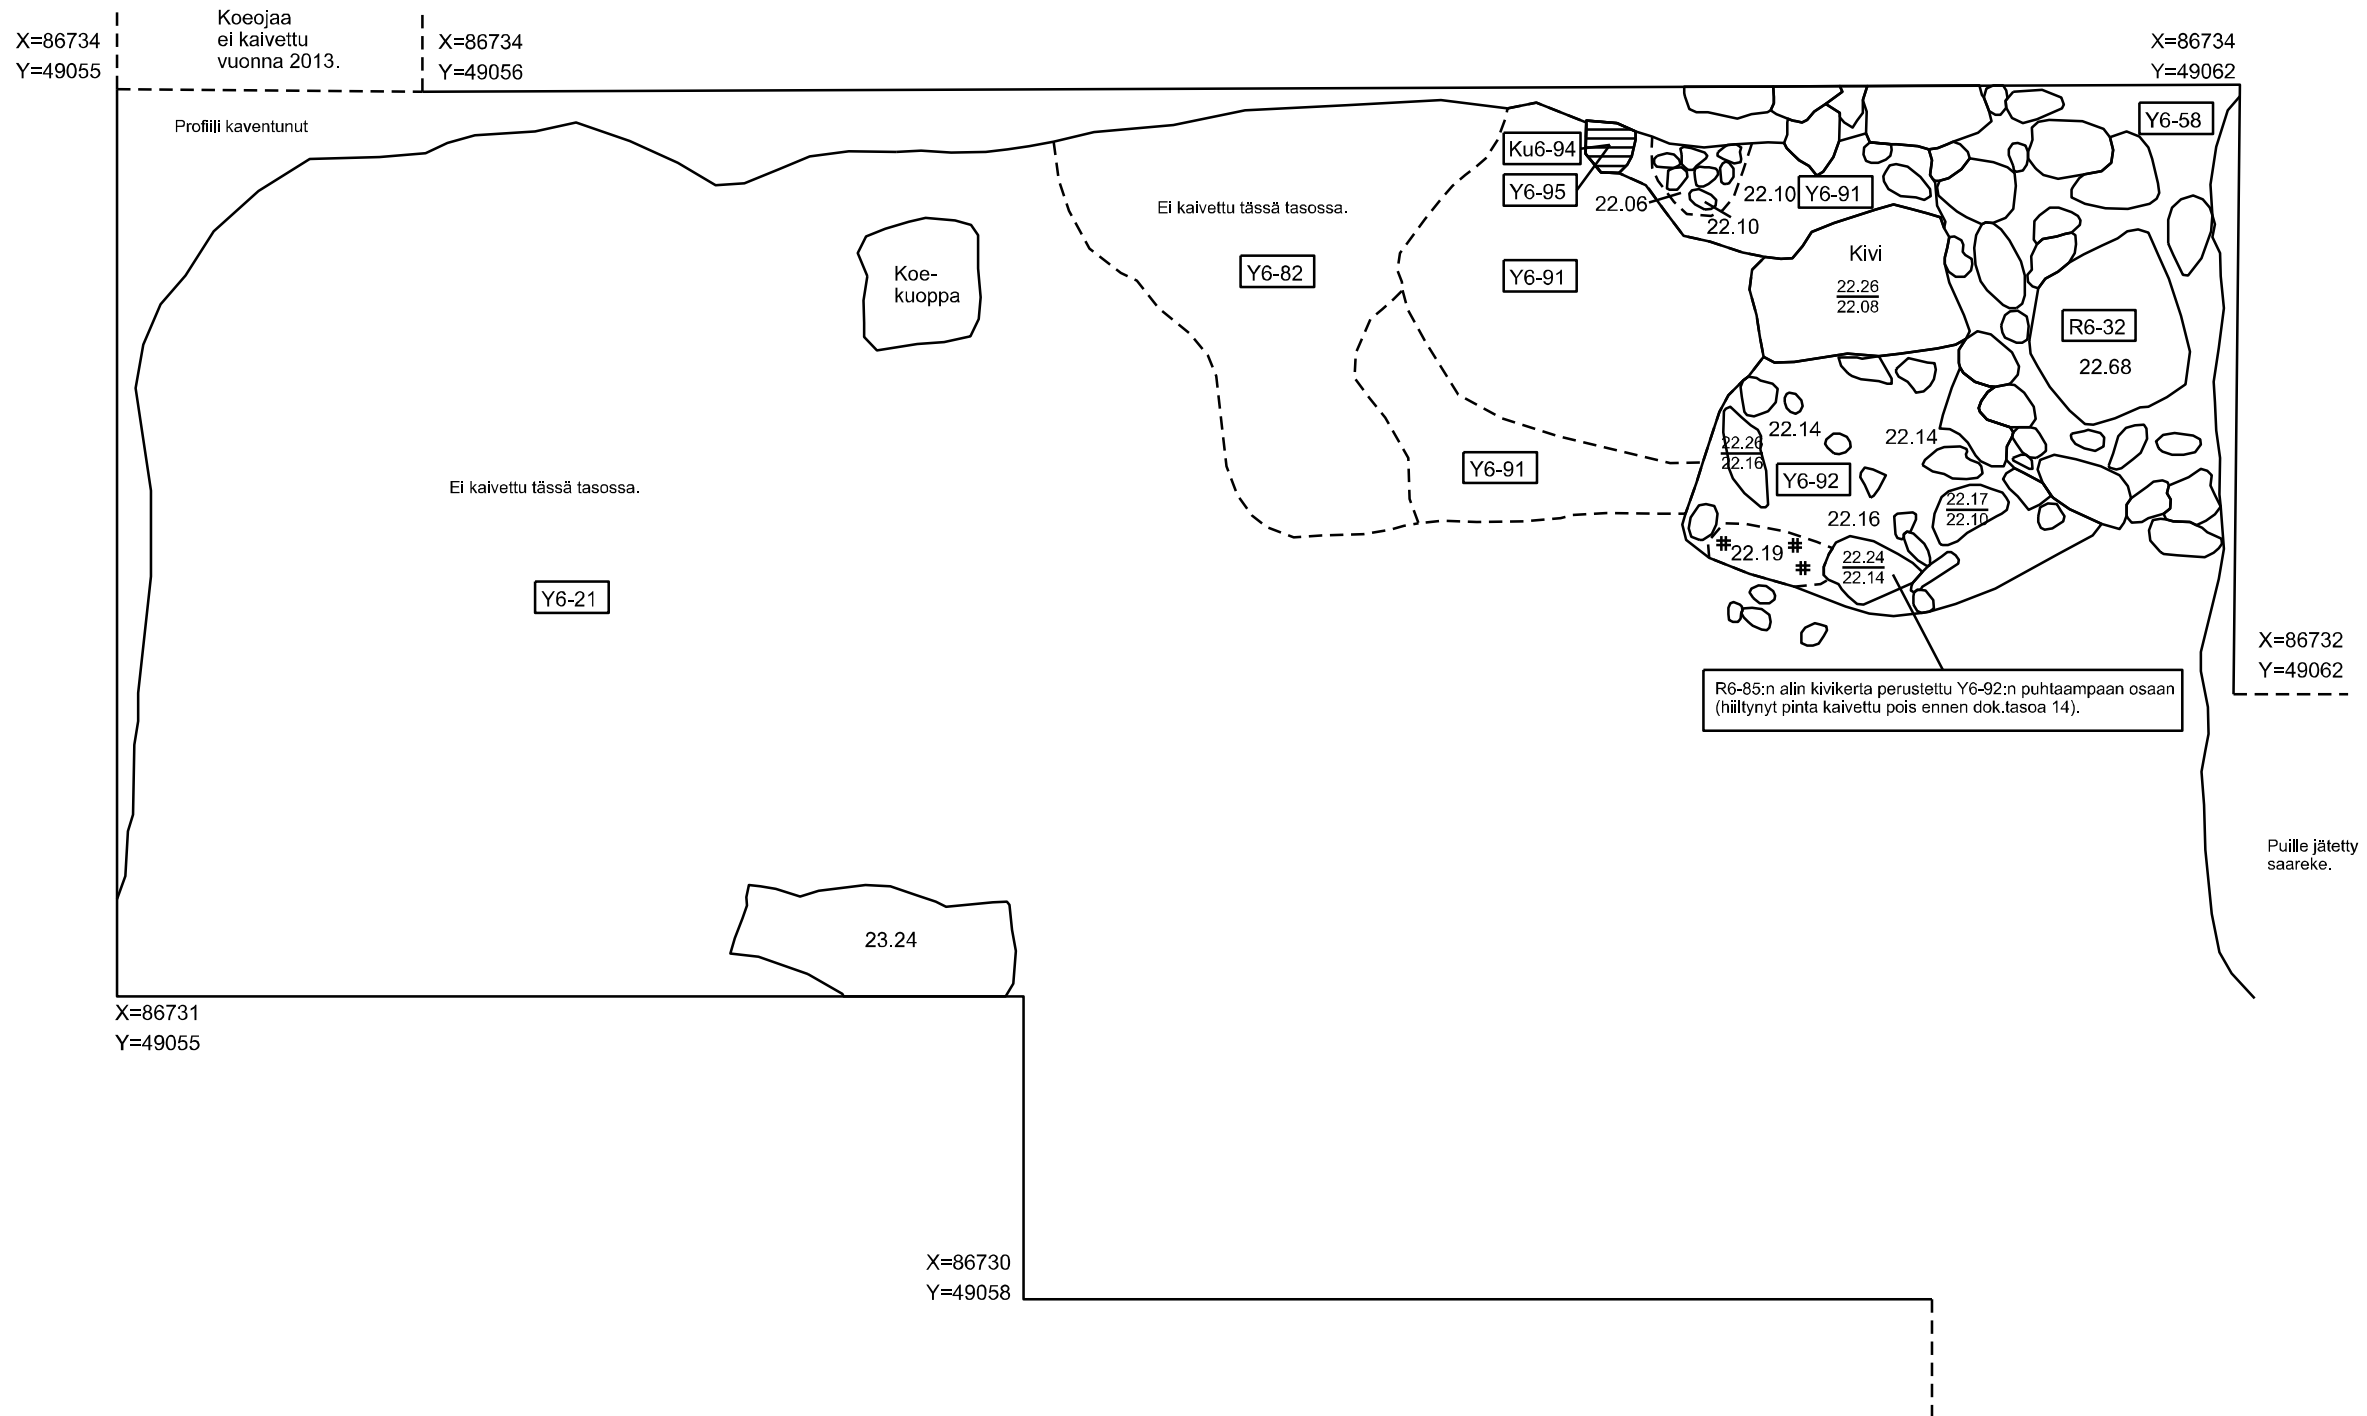 Koeojaa
ei kaivettu
vuonna 2013.
X=86734
Y=49055
X=86734
Y=49056
X=86734
Y=49062
Profiili kaventunut
Y6-58
Ku6-94
Y6-95
22.06
22.10
22.10
Y6-91
Ei kaivettu tässä tasossa.
Y6-82
Y6-91
Koe-
kuoppa
Kivi
22.26
22.08
R6-32
22.68
22.26
22.16
22.14
22.14
Y6-91
Y6-92
Ei kaivettu tässä tasossa.
22.17
22.10
22.16
# 22.19 #
#
22.24
22.14
Y6-21
X=86732
Y=49062
R6-85:n alin kivikerta perustettu Y6-92:n puhtaampaan osaan
(hiiltynyt pinta kaivettu pois ennen dok.tasoa 14).
Puille jätetty
saareke.
23.24
X=86731
Y=49055
X=86730
Y=49058